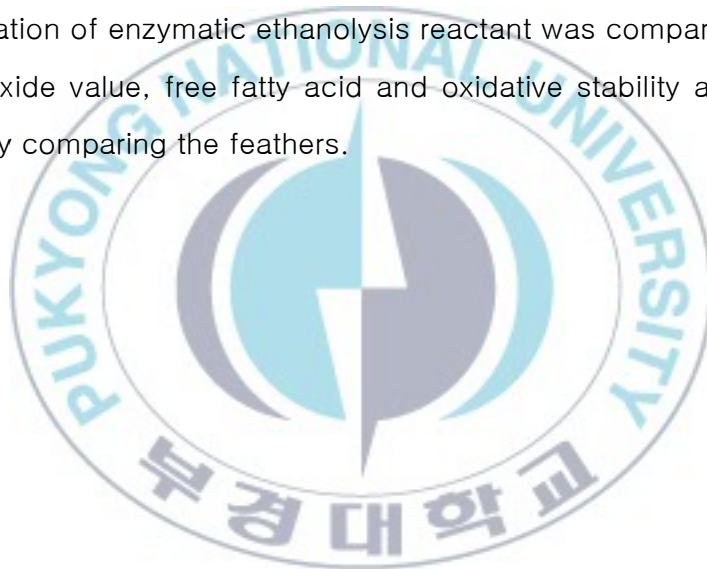 ation of enzymatic ethanolysis reactant was compar
xide value, free fatty acid and oxidative stability a
y comparing the feathers.
PUKYONG NATIONAL UNIVERSITY
부경대학교